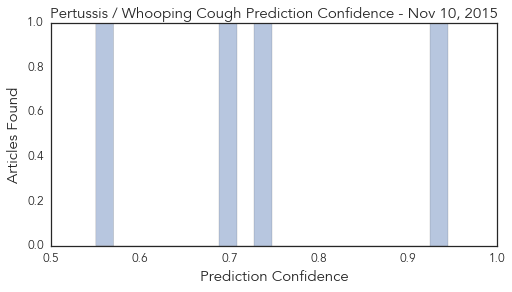 Pertussis / Whooping Cough Prediction Confidence - Nov 10, 2015
1.0
0.8
0.6
0.4
0.2
0.0
Articles Found
0.5 0.6 0.7 0.8 0.9 1.0
Prediction Confidence